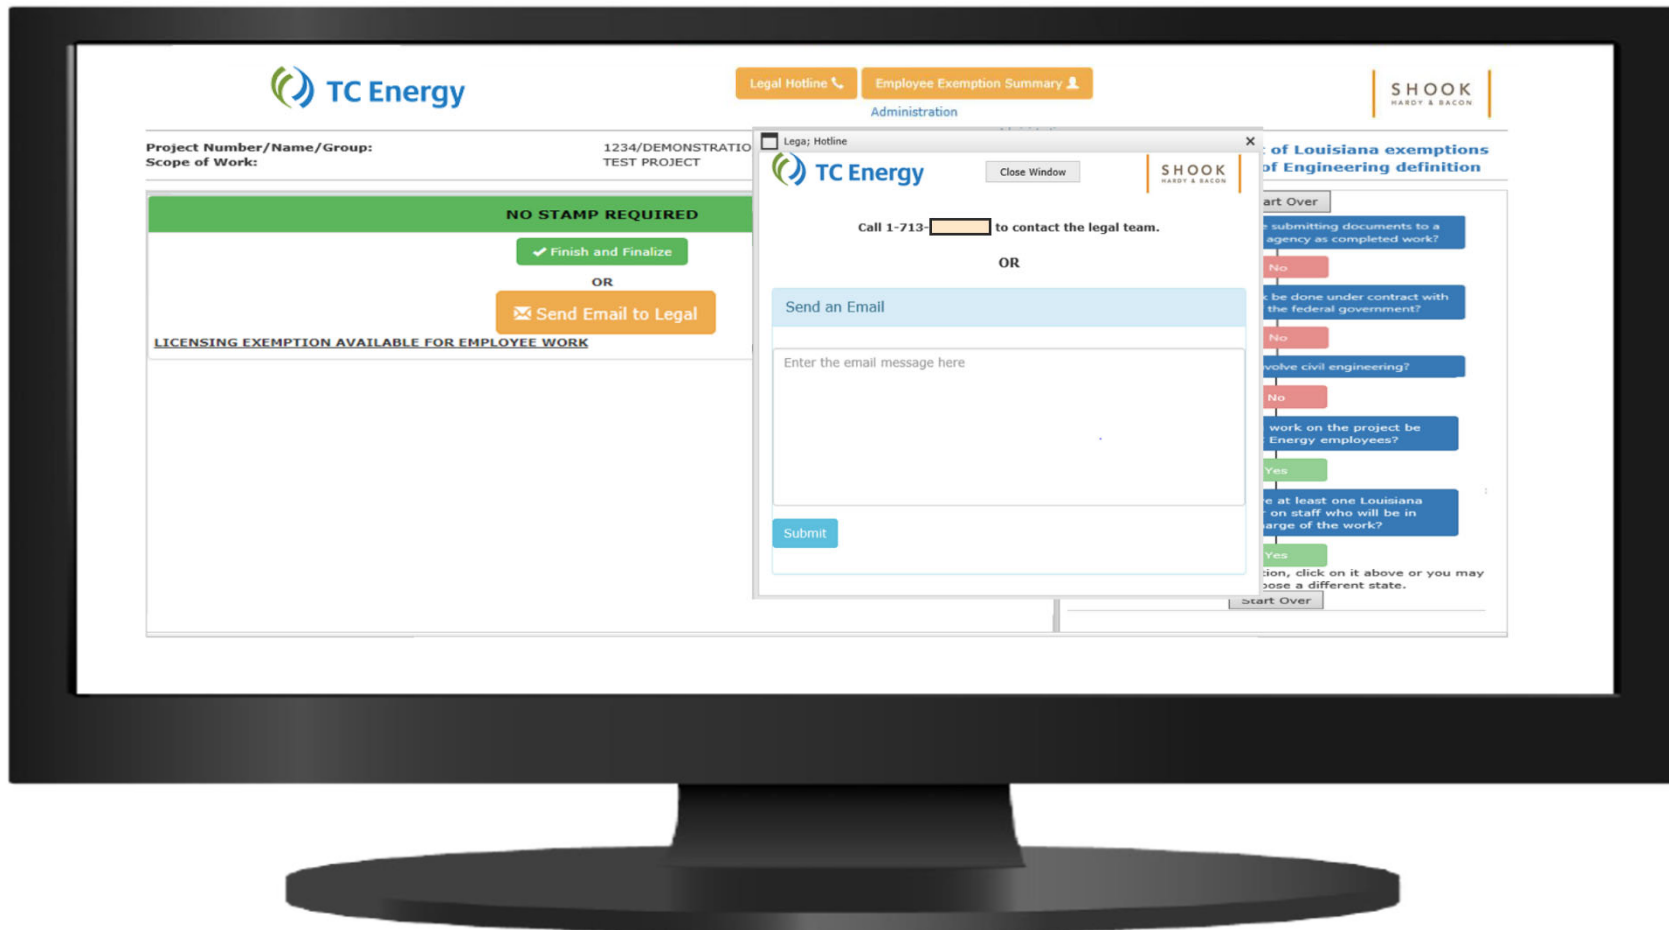 TC Energy
Legal Hotline
Employee Exemption Summary
Administration
SHOOK
HARDY & BACON
Project Number/Name/Group:
1234/DEMONSTRATIO
Scope of Work:
TEST PROJECT
of Louisiana exemptions
of Engineering definition
NO STAMP REQUIRED
Finish and Finalize
OR
Send Email to Legal
LICENSING EXEMPTION AVAILABLE FOR EMPLOYEE WORK
Lega; Hotline
TC Energy
Close Window
SHOOK
HARDY & BACON
Call 1-713- to contact the legal team.
OR
Send an Email
Enter the email message here
Submit
art Over
submitting documents to a
agency as completed work?
No
be done under contract with
the federal government?
No
volve civil engineering?
No
work on the project be
Energy employees?
Yes
e at least one Louisiana
on staff who will be in
arge of the work?
Yes
tion, click on it above or you may
oose a different state.
Start Over